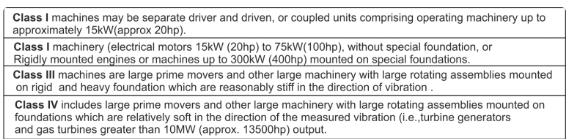 Class I machines may be separate driver and driven, or coupled units comprising operating machinery up to
approximately 15kW(approx 20hp).
Class I machinery (electrical motors 15kW (20hp) to 75kW(100hp), without special foundation, or
Rigidly mounted engines or machines up to 300kW (400hp) mounted on special foundations.
Class III machines are large prime movers and other large machinery with large rotating assemblies mounted
on rigid and heavy foundation which are reasonably stiff in the direction of vibration .
Class IV includes large prime movers and other large machinery with large rotating assemblies mounted on
foundations which are relatively soft in the direction of the measured vibration (i.e.,turbine generators
and gas turbines greater than 10MW (approx. 13500hp) output.